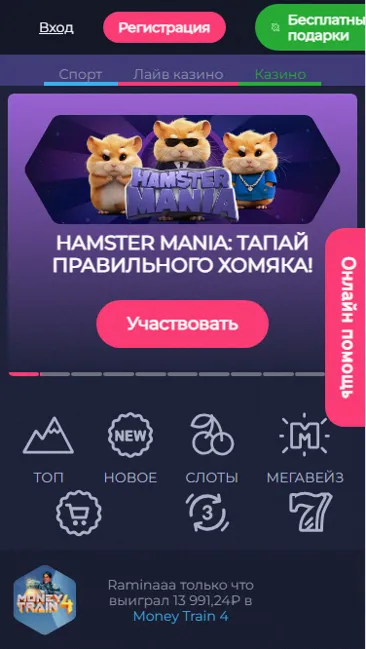 Вход
Регистрация
Бесплатны
подарки
Спорт
Лайв казино
Казино
HAMSTER
MANIA
HAMSTER MANIA: ТАПАЙ
ПРАВИЛЬНОГО ХОМЯКА!
Участвовать
Онлайн помощь
ТОП
NEW
НОВОЕ
СЛОТЫ
M
МЕГАВЕЙЗ
3
7
MONEY
TRAIN 4
Raminaaa только что
выиграл 13 991,24₽ в
Money Train 4